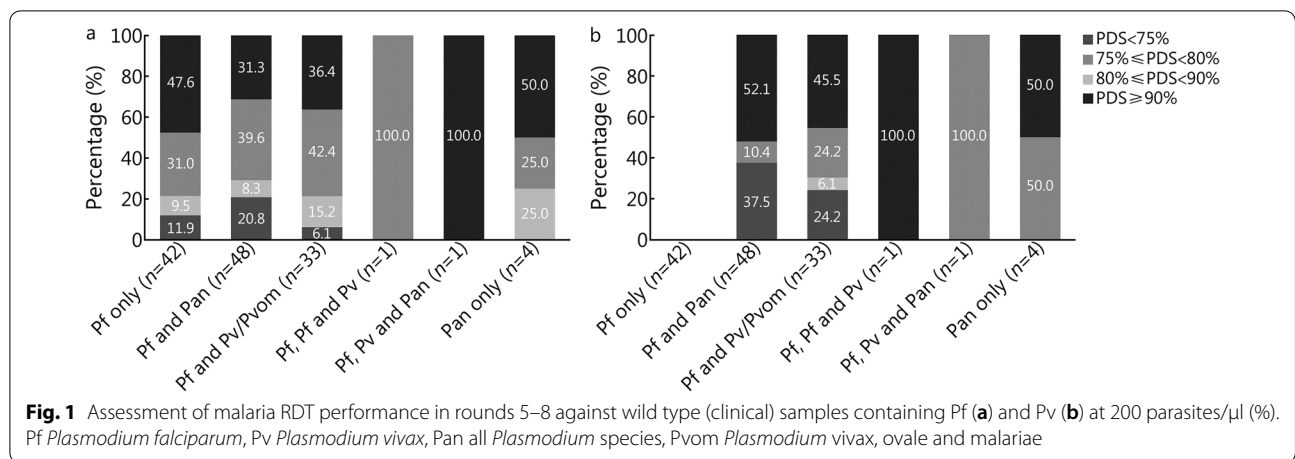 a
b
Percentage (%)
100
80
60
40
20
0
47.6
31.0
9.5
11.9
31.3
39.6
8.3
20.8
36.4
42.4
15.2
6.1
100.0
100.0
50.0
25.0
25.0
Pf only (n=42)
Pf and Pan (n=48)
Pf and Pv/Pvom (n=33)
Pf, Pf and Pv (n=1)
Pf, Pv and Pan (n=1)
Pan only (n=4)
Percentage (%)
100
80
60
40
20
0
52.1
10.4
37.5
45.5
24.2
6.1
24.2
100.0
100.0
50.0
50.0
Pf only (n=42)
Pf and Pan (n=48)
Pf and Pv/Pvom (n=33)
Pf, Pf and Pv (n=1)
Pf, Pv and Pan (n=1)
Pan only (n=4)
PDS<75%
75%≤PDS<80%
80%≤PDS<90%
PDS≥90%
Fig. 1 Assessment of malaria RDT performance in rounds 5–8 against wild type (clinical) samples containing Pf (a) and Pv (b) at 200 parasites/μl (%).
Pf Plasmodium falciparum, Pv Plasmodium vivax, Pan all Plasmodium species, Pvom Plasmodium vivax, ovale and malariae